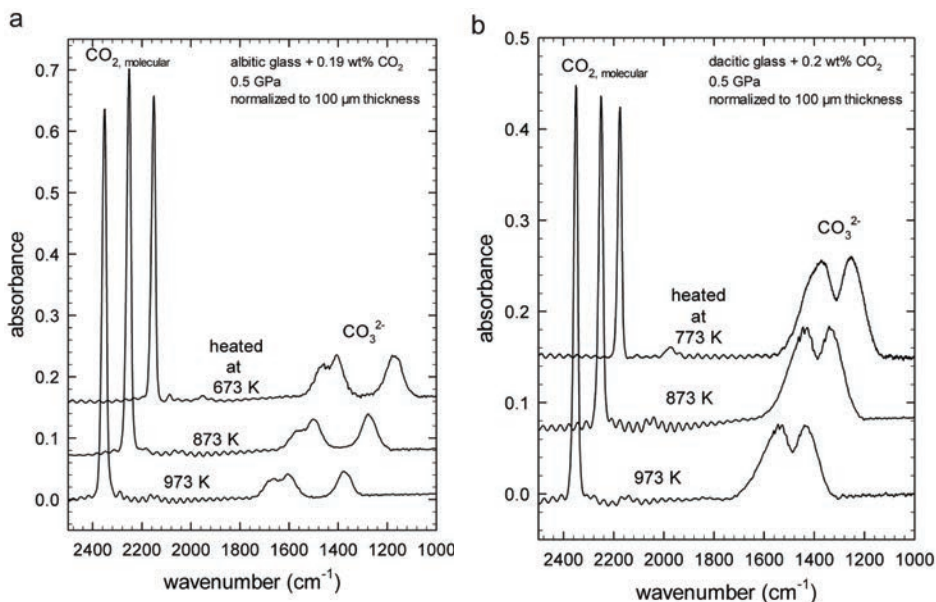 a
CO2, molecular
albitic glass + 0.19 wt% CO2
0.5 GPa
normalized to 100 µm thickness
0.7
0.6
0.5
0.4
0.3
0.2
0.1
0.0
absorbance
heated
at
673 K
CO3 2-
873 K
973 K
2400 2200 2000 1800 1600 1400 1200 1000
wavenumber (cm-1)
b
CO2, molecular
dacitic glass + 0.2 wt% CO2
0.5 GPa
normalized to 100 µm thickness
0.5
0.4
0.3
0.2
0.1
0.0
absorbance
CO3 2-
heated
at
773 K
873 K
973 K
2400 2200 2000 1800 1600 1400 1200 1000
wavenumber (cm-1)